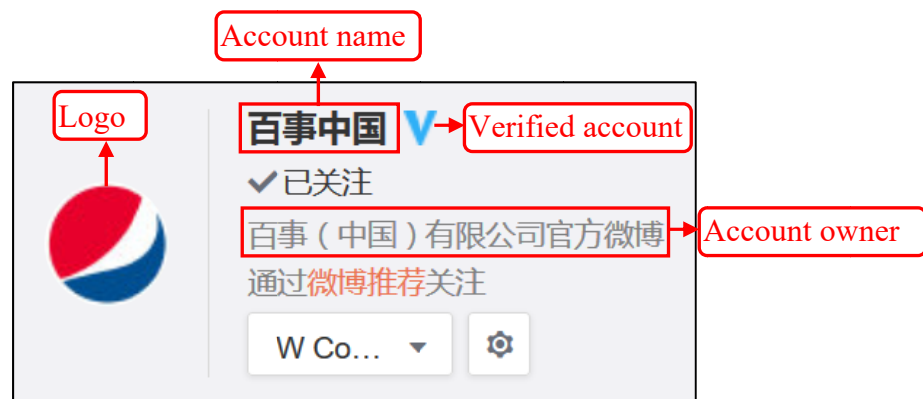 Account name
Logo
百事中国 V
Verified account
已关注
百事（中国）有限公司官方微博
Account owner
通过微博推荐关注
W Co...